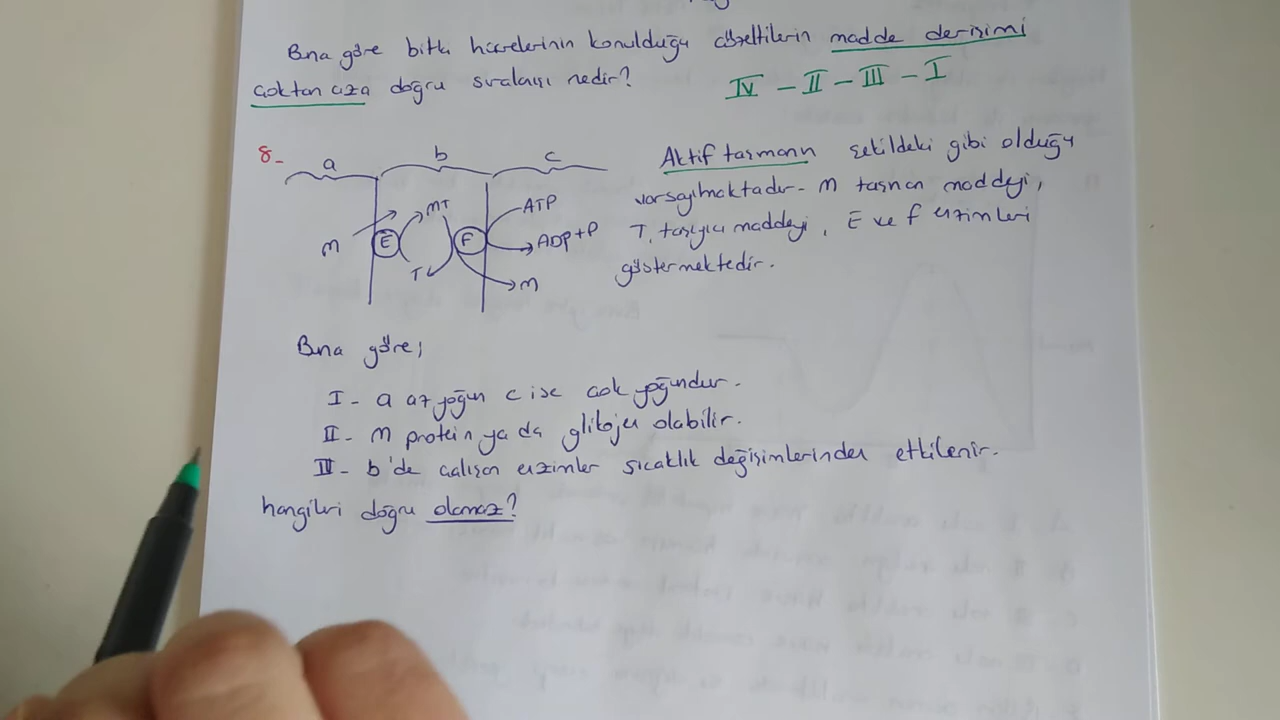 Buna göre bitki hücrelerinin konulduğu çözeltilerin madde derişimi
çoktan aza doğru sıralanışı nedir? IV - II - III - I
8-
a b c
Aktif taşımanın şekildeki gibi olduğu
varsayılmaktadır. M taşınan maddeyi,
T, taşıyıcı maddeyi, E ve F enzimleri
göstermektedir.
MT ATP
M E F ADP+P
T M
Buna göre;
I- a az yoğun c ise çok yoğundur.
II- M protein ya da glikojen olabilir.
III- b'de çalışan enzimler sıcaklık değişimlerinden etkilenir.
hangileri doğru olamaz?